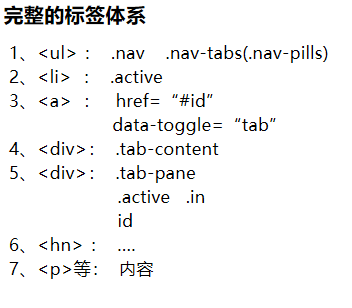 完整的标签体系
1、<ul> : .nav .nav-tabs(.nav-pills)
2、<li> : .active
3、<a> : href=“#id”
data-toggle=“tab”
4、<div>: .tab-content
5、<div>: .tab-pane
.active .in
id
6、<hn> : ....
7、<p>等: 内容